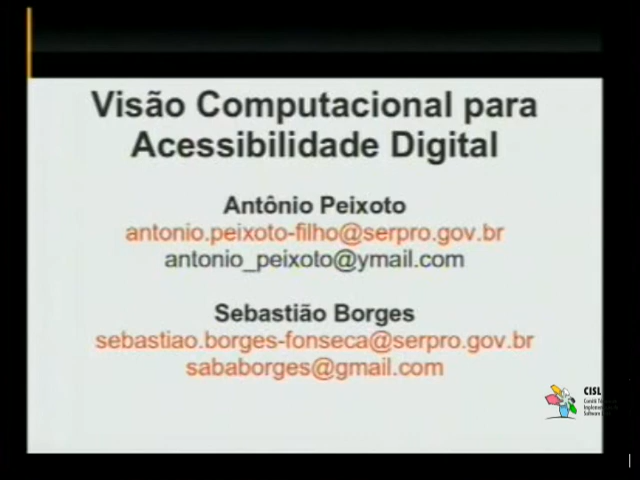 Visão Computacional para
Acessibilidade Digital
Antônio Peixoto
antonio.peixoto-filho@serpro.gov.br
antonio_peixoto@ymail.com
Sebastião Borges
sebastiao.borges-fonseca@serpro.gov.br
sababorges@gmail.com
CISL